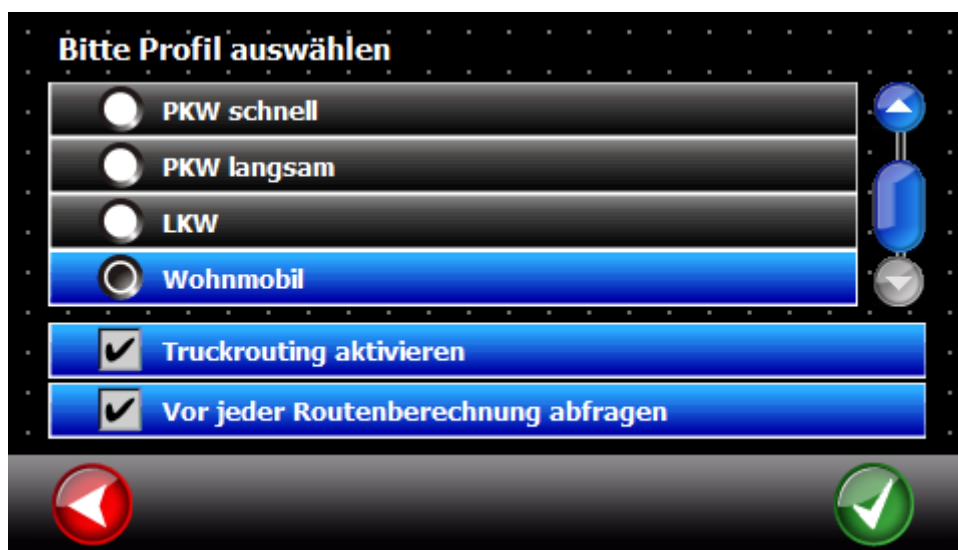 Bitte Profil auswählen
PKW schnell
PKW langsam
LKW
Wohnmobil
Truckrouting aktivieren
Vor jeder Routenberechnung abfragen